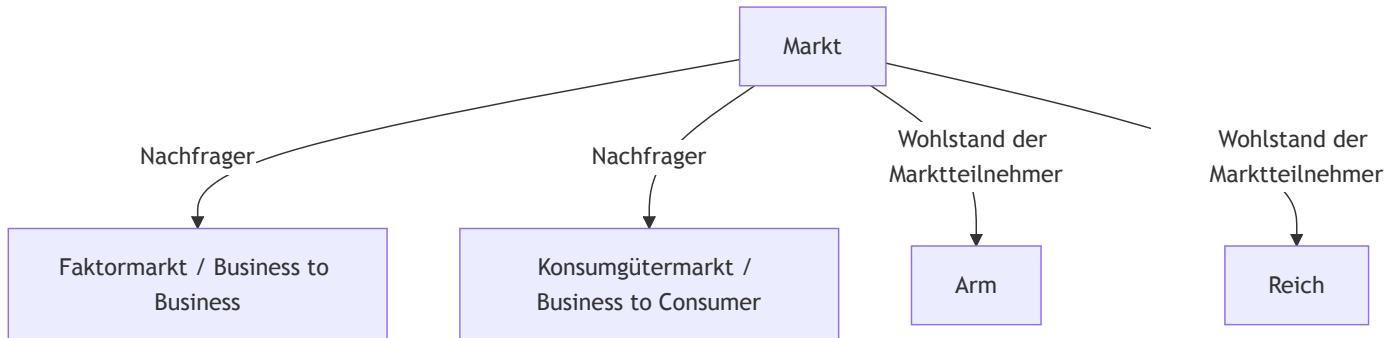 Markt
Nachfrager
Nachfrager
Wohlstand der
Marktteilnehmer
Wohlstand der
Marktteilnehmer
Faktormarkt / Business to
Business
Konsumgütermarkt /
Business to Consumer
Arm
Reich